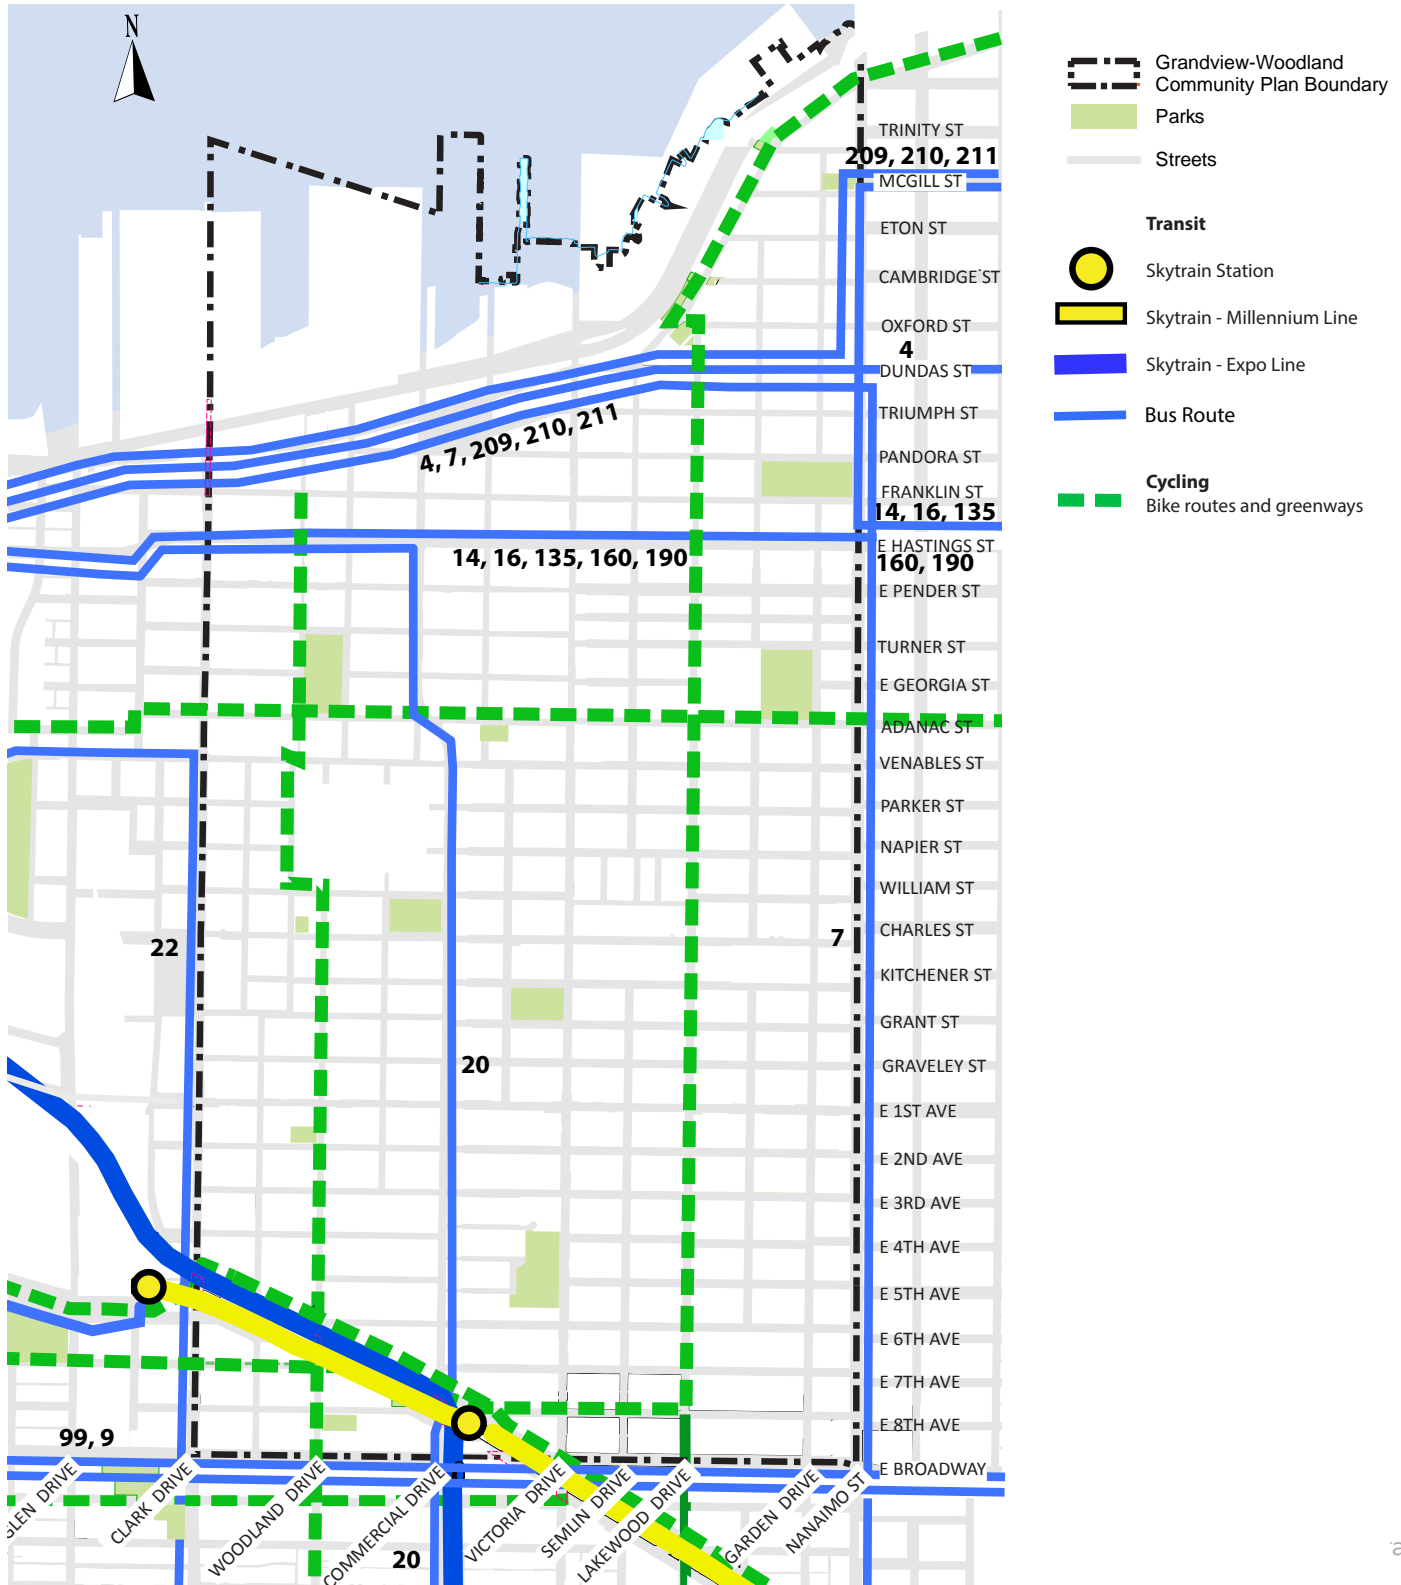 N
Grandview-Woodland
Community Plan Boundary
Parks
Streets
Transit
Skytrain Station
Skytrain - Millennium Line
Skytrain - Expo Line
Bus Route
Cycling
Bike routes and greenways
TRINITY ST
209, 210, 211
MCGILL ST
ETON ST
CAMBRIDGE ST
OXFORD ST
4
DUNDAS ST
TRIUMPH ST
4, 7, 209, 210, 211
PANDORA ST
FRANKLIN ST
14, 16, 135
E HASTINGS ST
14, 16, 135, 160, 190
160, 190
E PENDER ST
TURNER ST
E GEORGIA ST
ADANAC ST
VENABLES ST
PARKER ST
NAPIER ST
WILLIAM ST
CHARLES ST
7
22
KITCHENER ST
GRANT ST
20
GRAVELEY ST
E 1ST AVE
E 2ND AVE
E 3RD AVE
E 4TH AVE
E 5TH AVE
E 6TH AVE
E 7TH AVE
E 8TH AVE
99, 9
E BROADWAY
GLEN DRIVE
CLARK DRIVE
WOODLAND DRIVE
COMMERCIAL DRIVE
VICTORIA DRIVE
SEMLIN DRIVE
LAKEWOOD DRIVE
GARDEN DRIVE
NANAIMO ST
20